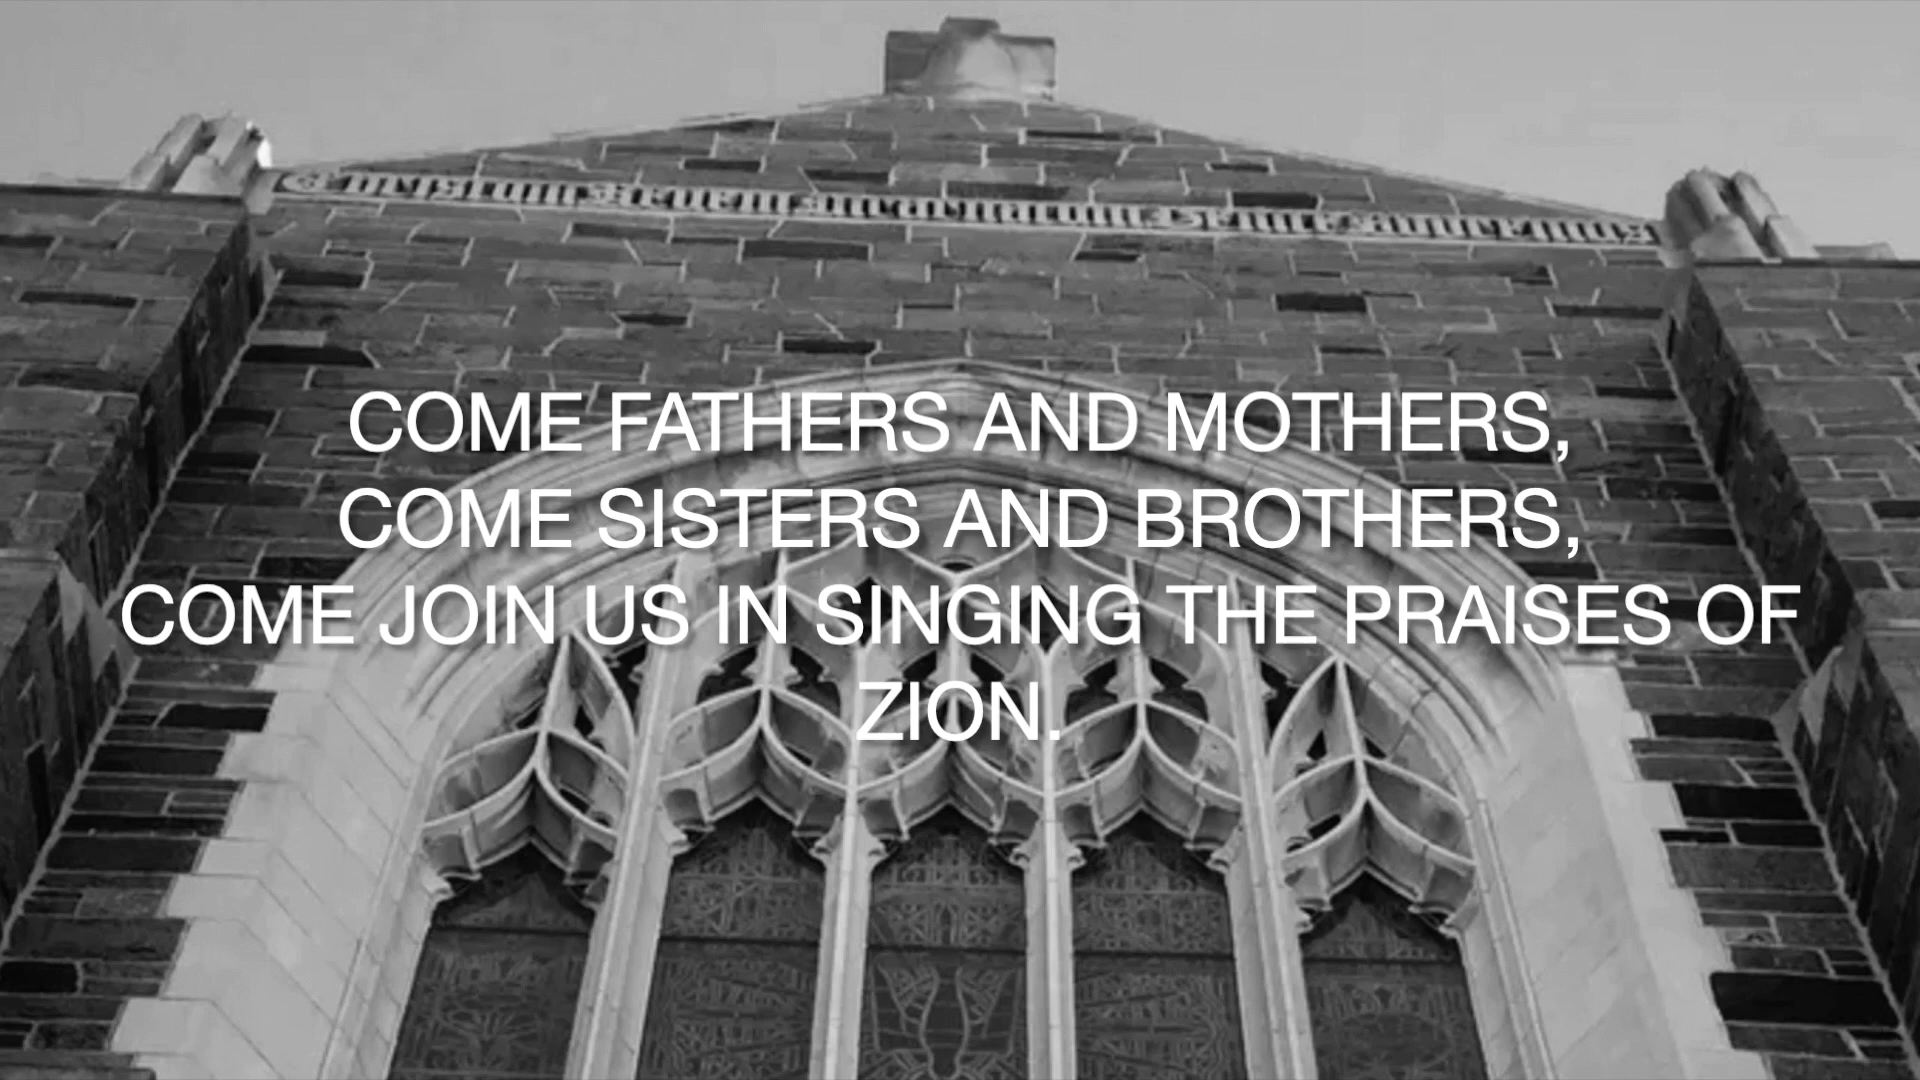 COME FATHERS AND MOTHERS,
COME SISTERS AND BROTHERS,
COME JOIN US IN SINGING THE PRAISES OF
ZION.